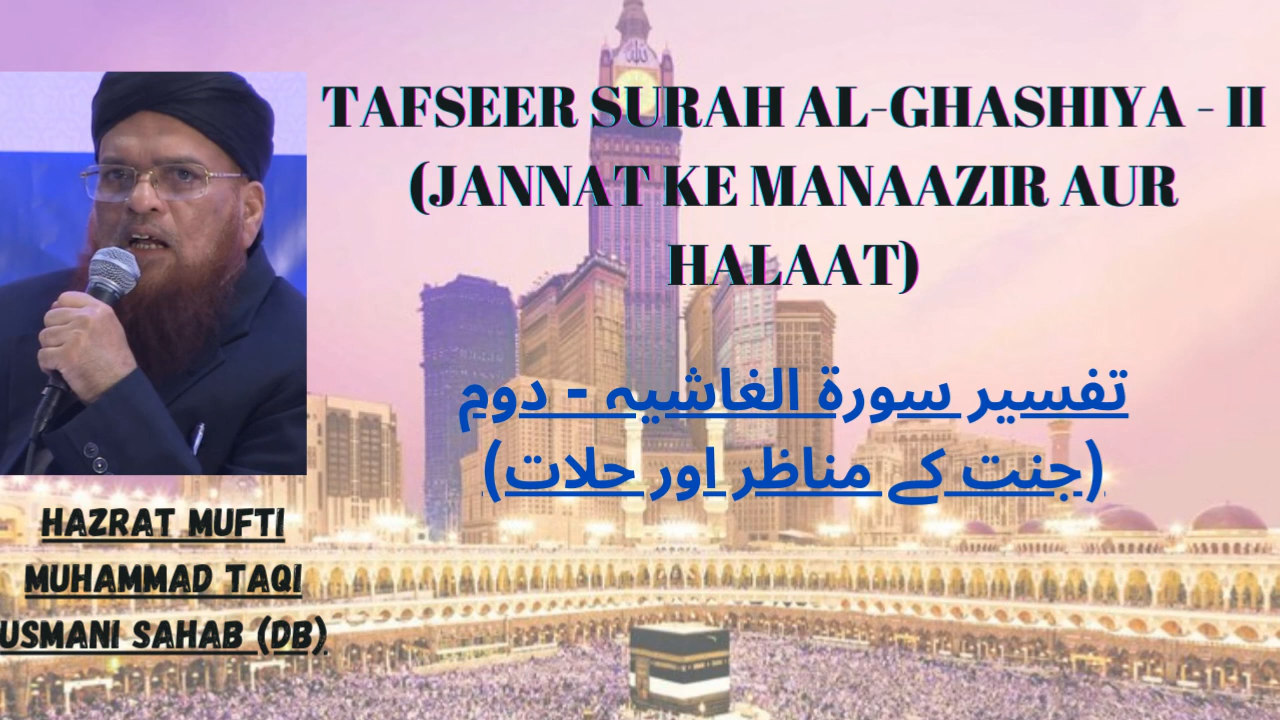 TAFSEER SURAH AL-GHASHIYA - II
(JANNAT KE MANAAZIR AUR
HALAAT)
تفسیر سورۃ الغاشیہ - دوم
(جنت کے مناظر اور حلات)
HAZRAT MUFTI
MUHAMMAD TAQI
USMANI SAHAB (DB)